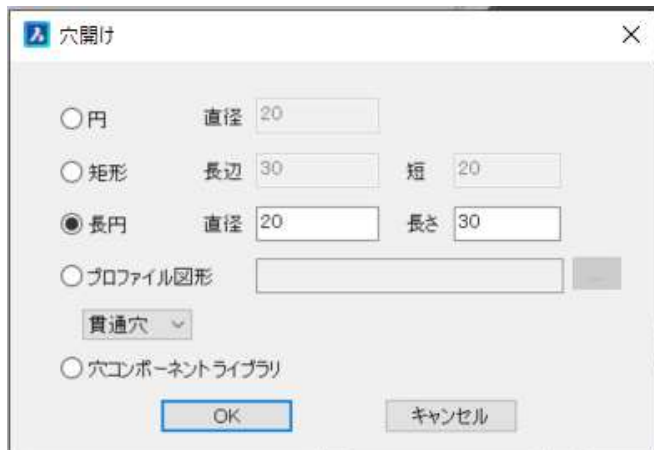 穴開け
円 直径 20
矩形 長辺 30 短 20
長円 直径 20 長さ 30
プロファイル図形 ...
貫通穴
穴コンポーネントライブラリ
OK キャンセル